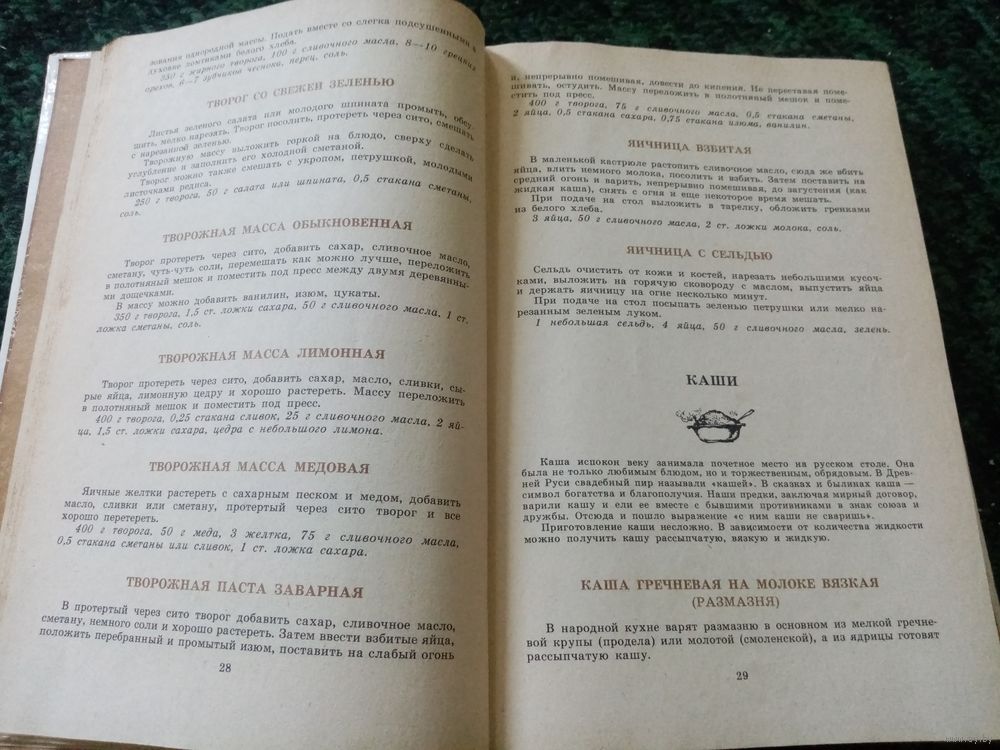 зования однородной массы. Подать вместе со слегка подсушенными в
духовке ломтиками белого хлеба.
350 г жирного творога, 100 г сливочного масла, 8—10 грецких
орехов, 6—7 зубчиков чеснока, перец, соль.
ТВОРОГ СО СВЕЖЕЙ ЗЕЛЕНЬЮ
Листья зеленого салата или молодого шпината промыть, обсу-
шить, мелко нарезать. Творог посолить, протереть через сито, смешать
с нарезанной зеленью.
Творожную массу выложить горкой на блюдо, сверху сделать
углубление и заполнить его холодной сметаной.
Творог можно также смешать с укропом, петрушкой, молодыми
листочками редиса.
250 г творога, 50 г салата или шпината, 0,5 стакана сметаны,
соль.
ТВОРОЖНАЯ МАССА ОБЫКНОВЕННАЯ
Творог протереть через сито, добавить сахар, сливочное масло,
сметану, чуть-чуть соли, перемешать как можно лучше, переложить
в полотняный мешок и поместить под пресс между двумя деревянны-
ми дощечками.
В массу можно добавить ванилин, изюм, цукаты.
350 г творога, 1,5 ст. ложки сахара, 50 г сливочного масла, 1 ст.
ложка сметаны, соль.
ТВОРОЖНАЯ МАССА ЛИМОННАЯ
Творог протереть через сито, добавить сахар, масло, сливки, сы-
рые яйца, лимонную цедру и хорошо растереть. Массу переложить
в полотняный мешок и поместить под пресс.
400 г творога, 0,25 стакана сливок, 25 г сливочного масла, 2 яй-
ца, 1,5 ст. ложки сахара, цедра с небольшого лимона.
ТВОРОЖНАЯ МАССА МЕДОВАЯ
Яичные желтки растереть с сахарным песком и медом, добавить
масло, сливки или сметану, протертый через сито творог и все
хорошо перетереть.
400 г творога, 50 г меда, 3 желтка, 75 г сливочного масла,
0,5 стакана сметаны или сливок, 1 ст. ложка сахара.
ТВОРОЖНАЯ ПАСТА ЗАВАРНАЯ
В протертый через сито творог добавить сахар, сливочное масло,
сметану, немного соли и хорошо растереть. Затем ввести взбитые яйца,
положить перебранный и промытый изюм, поставить на слабый огонь
28
и, непрерывно помешивая, довести до кипения. Не переставая поме-
шивать, остудить. Массу переложить в полотняный мешок и поме-
стить под пресс.
400 г творога, 75 г сливочного масла, 0,5 стакана сметаны,
2 яйца, 0,5 стакана сахара, 0,75 стакана изюма, ванилин.
ЯИЧНИЦА ВЗБИТАЯ
В маленькой кастрюле растопить сливочное масло, сюда же вбить
яйца, влить немного молока, посолить и взбить. Затем поставить на
средний огонь и варить, непрерывно помешивая, до загустения (как
жидкая каша), снять с огня и еще некоторое время мешать.
При подаче на стол выложить в тарелку, обложить гренками
из белого хлеба.
3 яйца, 50 г сливочного масла, 2 ст. ложки молока, соль.
ЯИЧНИЦА С СЕЛЬДЬЮ
Сельдь очистить от кожи и костей, нарезать небольшими кусоч-
ками, выложить на горячую сковороду с маслом, выпустить яйца
и держать яичницу на огне несколько минут.
При подаче на стол посыпать зеленью петрушки или мелко на-
резанным зеленым луком.
1 небольшая сельдь, 4 яйца, 50 г сливочного масла, зелень.
КАШИ
Каша испокон веку занимала почетное место на русском столе. Она
была не только любимым блюдом, но и торжественным, обрядовым. В Древ-
ней Руси свадебный пир называли «кашей». В сказках и былинах каша —
символ богатства и благополучия. Наши предки, заключая мирный договор,
варили кашу и ели ее вместе с бывшими противниками в знак союза и
дружбы. Отсюда и пошло выражение «с ним каши не сваришь».
Приготовление каши несложно. В зависимости от количества жидкости
можно получить кашу рассыпчатую, вязкую и жидкую.
КАША ГРЕЧНЕВАЯ НА МОЛОКЕ ВЯЗКАЯ
(РАЗМАЗНЯ)
В народной кухне варят размазню в основном из мелкой гречне-
вой крупы (продела) или молотой (смоленской), а из ядрицы готовят
рассыпчатую кашу.
29